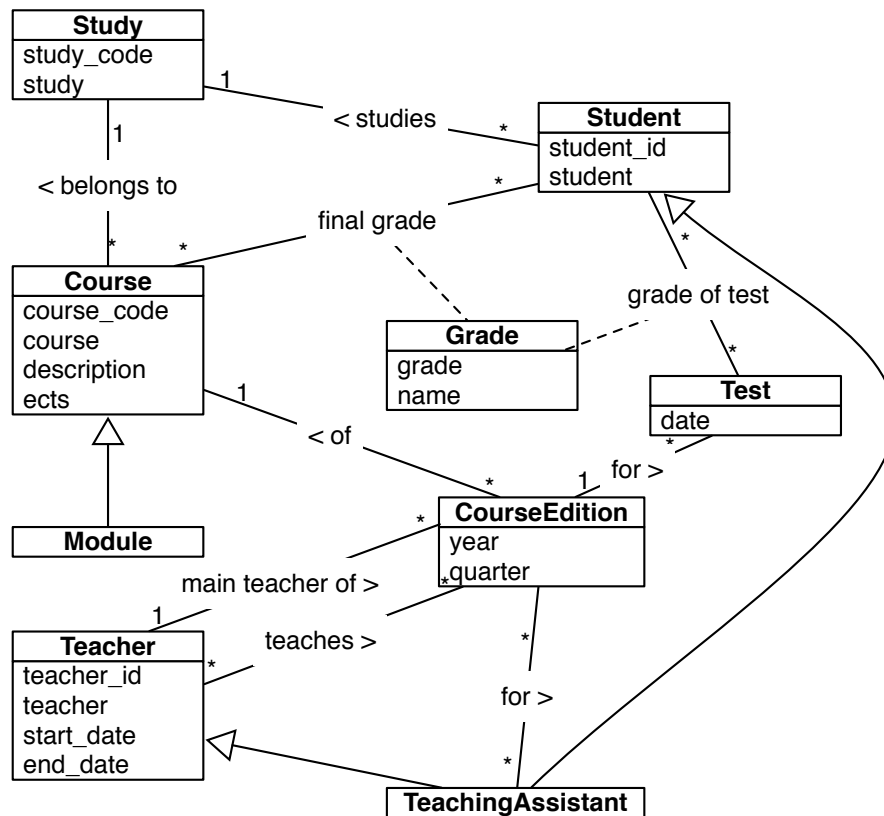 Study
study_code
study
1
1
< studies
*
Student
student_id
student
< belongs to
*
final grade
*
*
*
Course
course_code
course
description
ects
grade of test
Grade
grade
name
*
Test
date
1
< of
*
for >
1
*
CourseEdition
year
quarter
*
*
Module
main teacher of >
1
teaches >
*
*
Teacher
teacher_id
teacher
start_date
end_date
for >
*
TeachingAssistant